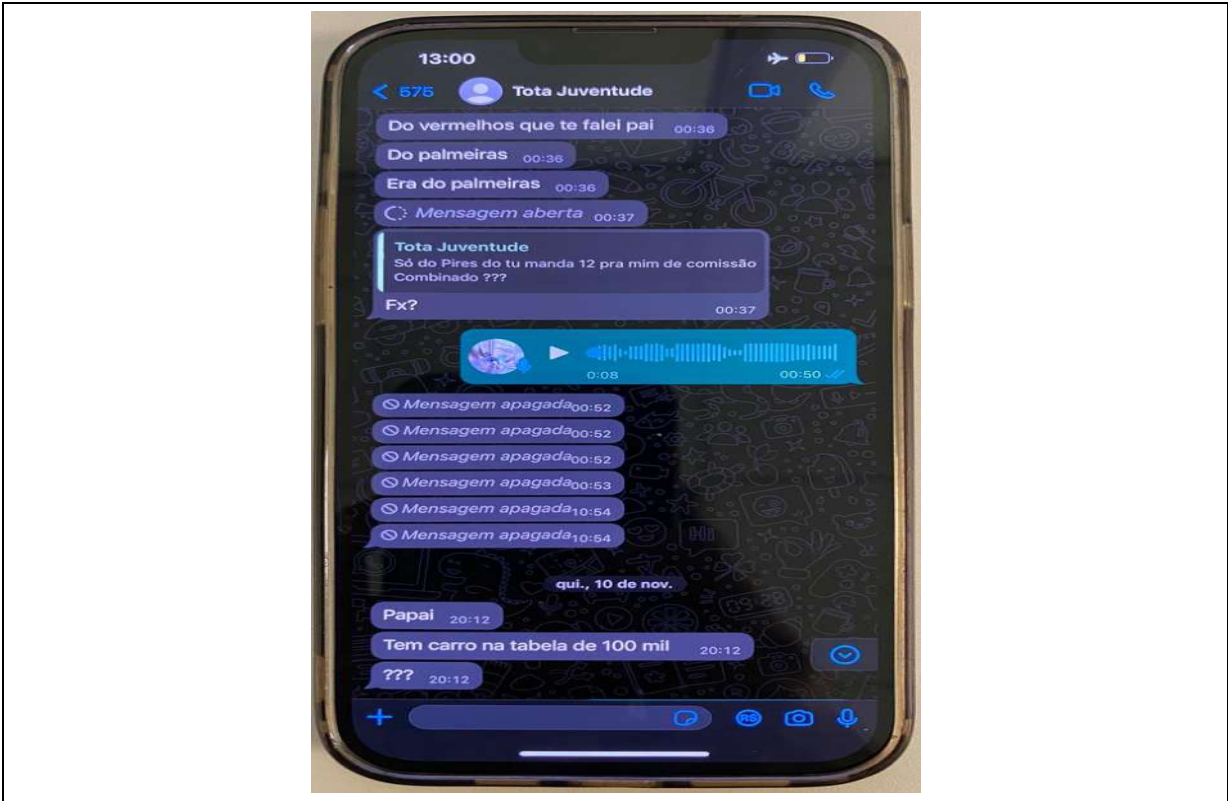 13:00
575 Tota Juventude
Do vermelhos que te falei pai 00:36
Do palmeiras 00:36
Era do palmeiras 00:36
Mensagem aberta 00:37
Tota Juventude
Só do Pires do tu manda 12 pra mim de comissão
Combinado ???
Fx? 00:37
0:08 00:50
Mensagem apagada 00:52
Mensagem apagada 00:52
Mensagem apagada 00:52
Mensagem apagada 00:53
Mensagem apagada 10:54
Mensagem apagada 10:54
qui., 10 de nov.
Papai 20:12
Tem carro na tabela de 100 mil 20:12
??? 20:12
R$